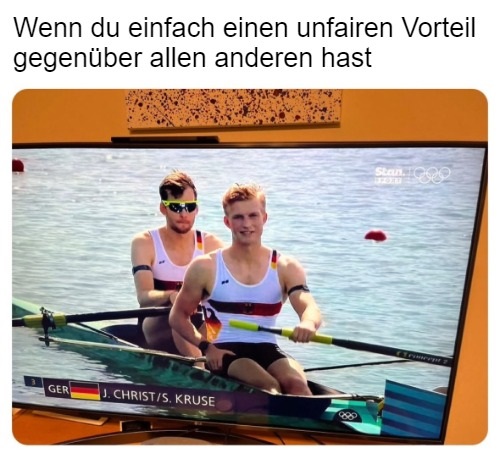 Wenn du einfach einen unfairen Vorteil
gegenüber allen anderen hast
Stan.
3 GER J. CHRIST/S. KRUSE